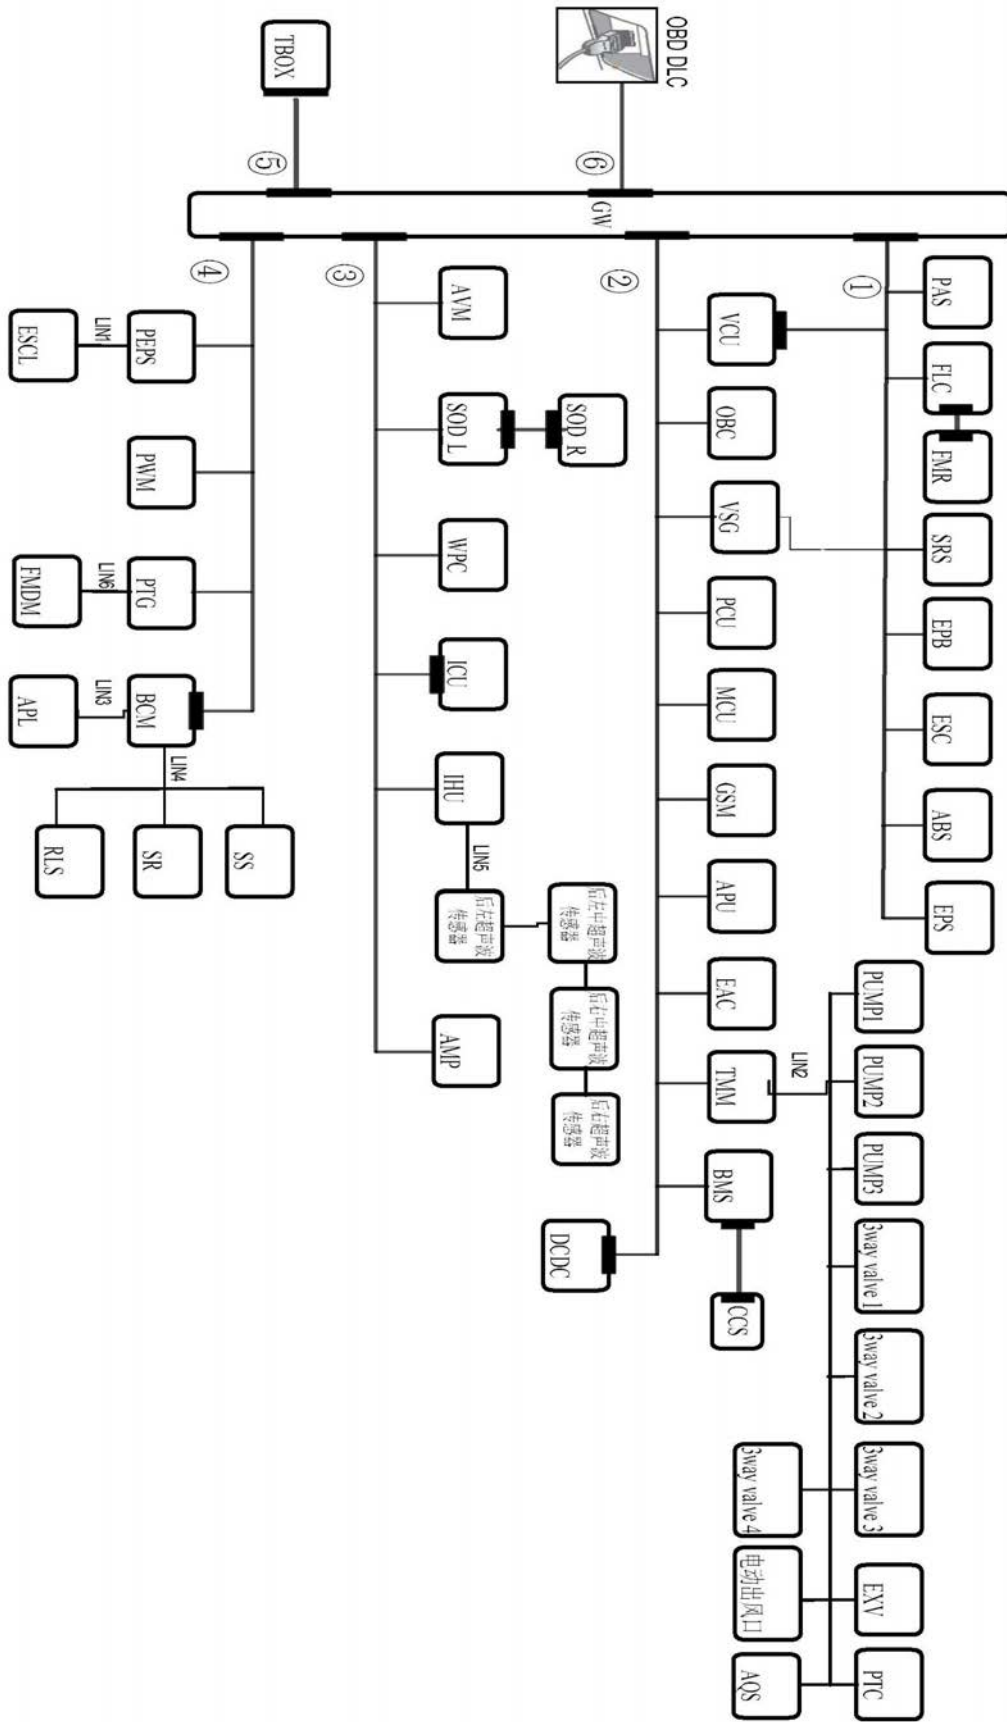 PAS
FLC
FMR
SRS
EPB
ESC
ABS
EPS
①
PUMP1
PUMP2
PUMP3
3way valve 1
3way valve 2
3way valve 3
EXV
PTC
LIN2
3way valve 4
电动出风口
AQS
VCU
OBC
VSG
PCU
MCU
GSM
APU
EAC
TMM
BMS
CCS
OBD DLC
⑥
GW
②
SOD_R
后左中超声波
传感器
后右中超声波
传感器
后右超声波
传感器
DCDC
AVM
SOD_L
WPC
ICU
IHU
LIN5
后左超声波
传感器
AMP
③
TBOX
⑤
④
SS
PEPS
PWM
PTG
BCM
LIN4
SR
LIN1
LIN6
LIN3
RLS
ESCL
FMDM
APL